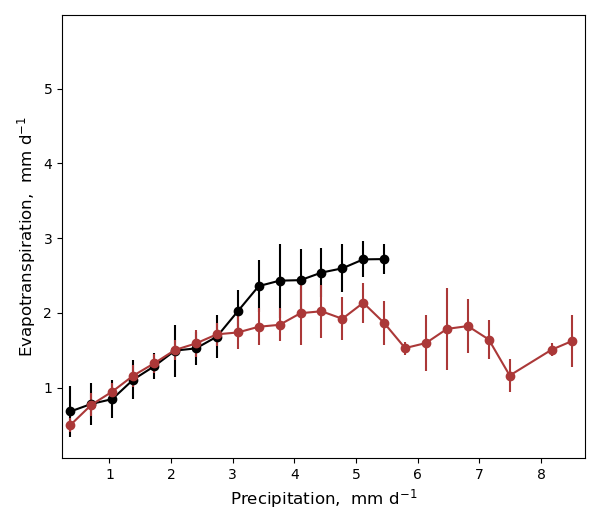 5
4
3
2
1
Evapotranspiration, mm d⁻¹
1 2 3 4 5 6 7 8
Precipitation, mm d⁻¹